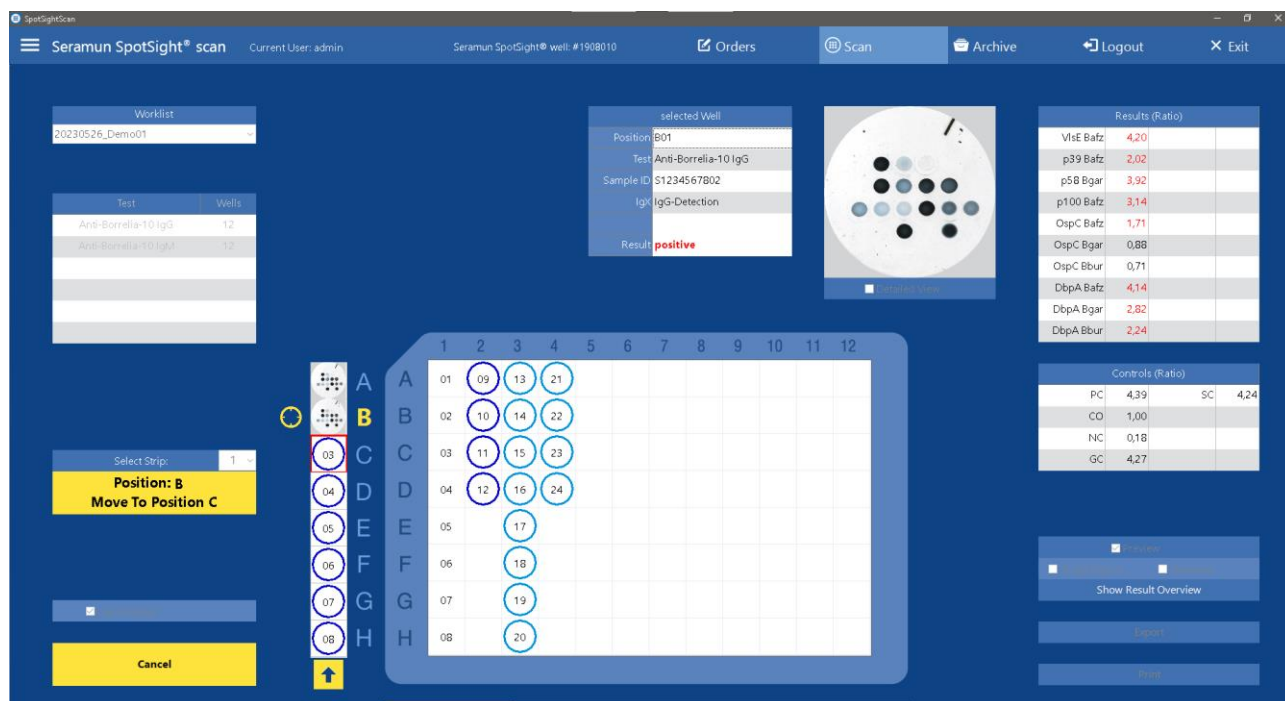 SpotSightScan
Seramun SpotSight® scan Current User: admin Seramun SpotSight® well: #1908010 Orders Scan Archive Logout Exit
Worklist
20230526_Demo01
Test Wells
Anti-Borrelia-10 IgG 12
Anti-Borrelia-10 IgM 12
selected Well
Position B01
Test Anti-Borrelia-10 IgG
Sample ID S1234567802
IgX IgG-Detection
Result positive
Detailed View
Results (Ratio)
VlsE Bafz 4,20
p39 Bafz 2,02
p58 Bgar 3,92
p100 Bafz 3,14
OspC Bafz 1,71
OspC Bgar 0,88
OspC Bbur 0,71
DbpA Bafz 4,14
DbpA Bgar 2,82
DbpA Bbur 2,24
Controls (Ratio)
PC 4,39 SC 4,24
CO 1,00
NC 0,18
GC 4,27
Select Strip: 1
Position: B
Move To Position C
Cancel
1 2 3 4 5 6 7 8 9 10 11 12
A A 01 09 13 21
B B 02 10 14 22
03 C C 03 11 15 23
04 D D 04 12 16 24
05 E E 05 17
06 F F 06 18
07 G G 07 19
08 H H 08 20
Preview
Show Result Overview
Export
Print